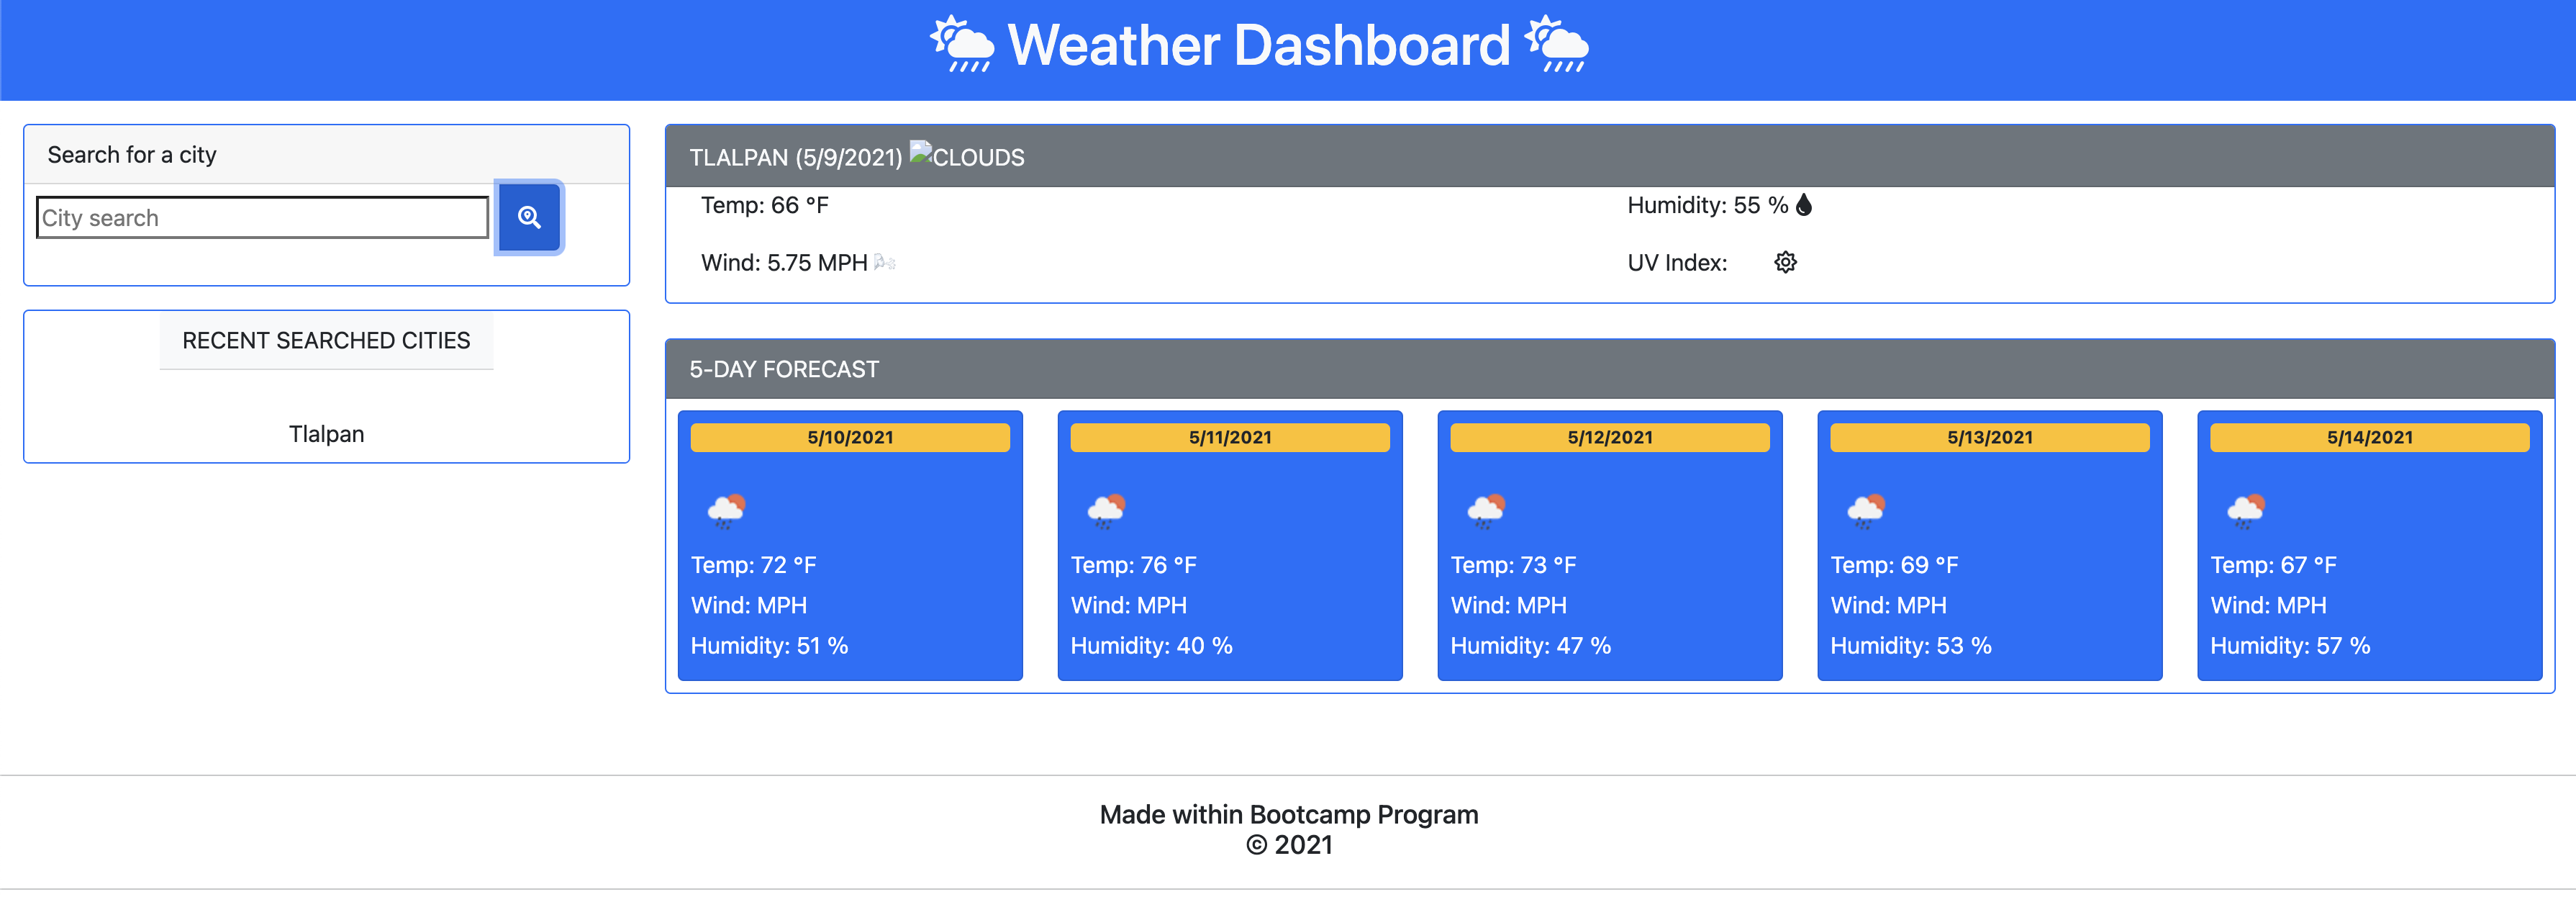 Weather Dashboard
Search for a city
City search
RECENT SEARCHED CITIES
Tlalpan
TLALPAN (5/9/2021) CLOUDS
Temp: 66 °F
Humidity: 55 %
Wind: 5.75 MPH
UV Index:
5-DAY FORECAST
5/10/2021
Temp: 72 °F
Wind: MPH
Humidity: 51 %
5/11/2021
Temp: 76 °F
Wind: MPH
Humidity: 40 %
5/12/2021
Temp: 73 °F
Wind: MPH
Humidity: 47 %
5/13/2021
Temp: 69 °F
Wind: MPH
Humidity: 53 %
5/14/2021
Temp: 67 °F
Wind: MPH
Humidity: 57 %
Made within Bootcamp Program
© 2021